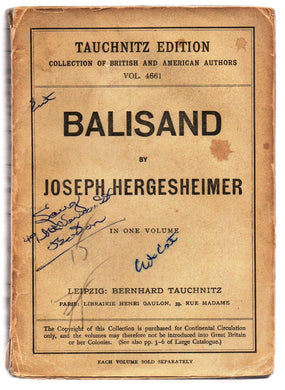 TAUCHNITZ EDITION
COLLECTION OF BRITISH AND AMERICAN AUTHORS
VOL. 4661
BALISAND
BY
JOSEPH HERGESHEIMER
IN ONE VOLUME
LEIPZIG: BERNHARD TAUCHNITZ
PARIS: LIBRAIRIE HENRI GAULON, 39, RUE MADAME
The Copyright of this Collection is purchased for Continental Circulation
only, and the volumes may therefore not be introduced into Great Britain
or her Colonies. (See also pp. 3–6 of Large Catalogue.)
EACH VOLUME SOLD SEPARATELY